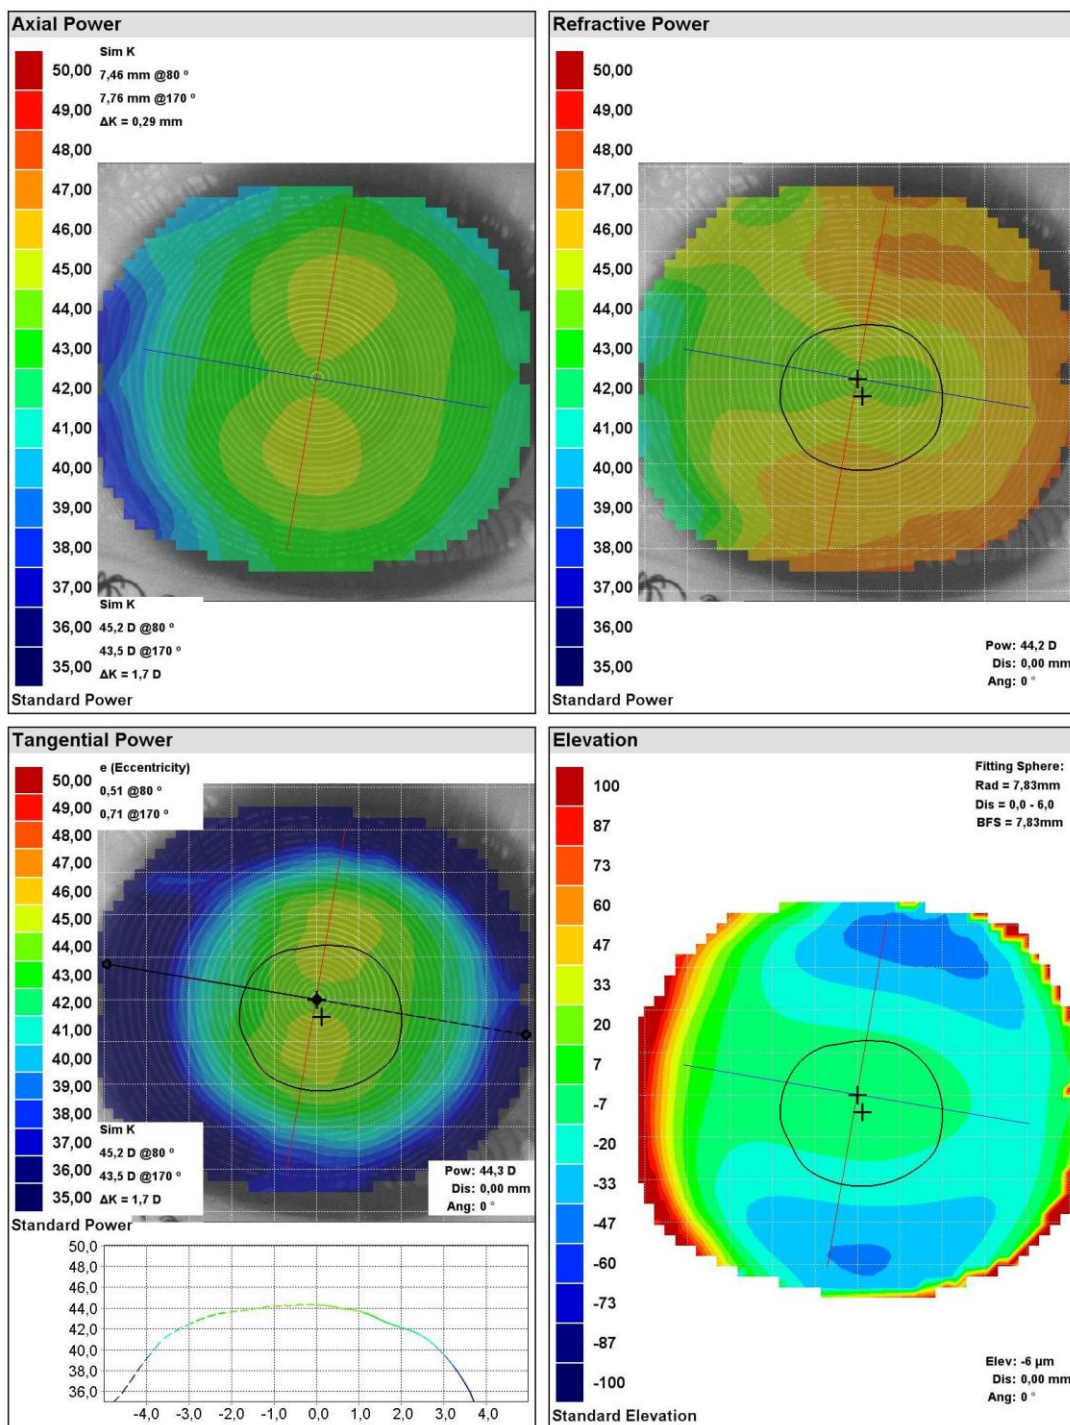 Axial Power
Sim K
7,46 mm @80 °
7,76 mm @170 °
ΔK = 0,29 mm
50,00
49,00
48,00
47,00
46,00
45,00
44,00
43,00
42,00
41,00
40,00
39,00
38,00
37,00
36,00
35,00
Sim K
45,2 D @80 °
43,5 D @170 °
ΔK = 1,7 D
Standard Power
Refractive Power
50,00
49,00
48,00
47,00
46,00
45,00
44,00
43,00
42,00
41,00
40,00
39,00
38,00
37,00
36,00
35,00
Pow: 44,2 D
Dis: 0,00 mm
Ang: 0 °
Standard Power
Tangential Power
e (Eccentricity)
0,51 @80 °
0,71 @170 °
50,00
49,00
48,00
47,00
46,00
45,00
44,00
43,00
42,00
41,00
40,00
39,00
38,00
37,00
36,00
35,00
Sim K
45,2 D @80 °
43,5 D @170 °
ΔK = 1,7 D
Pow: 44,3 D
Dis: 0,00 mm
Ang: 0 °
Standard Power
50,0
48,0
46,0
44,0
42,0
40,0
38,0
36,0
-4,0 -3,0 -2,0 -1,0 0,0 1,0 2,0 3,0 4,0
Elevation
Fitting Sphere:
Rad = 7,83mm
Dis = 0,0 - 6,0
BFS = 7,83mm
100
87
73
60
47
33
20
7
-7
-20
-33
-47
-60
-73
-87
-100
Elev: -6 µm
Dis: 0,00 mm
Ang: 0 °
Standard Elevation